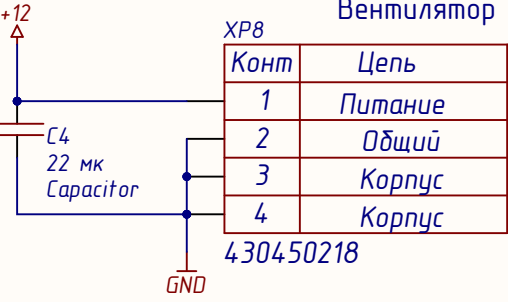 +12
Вентилятор
XP8
Конт Цепь
1 Питание
2 Общий
3 Корпус
4 Корпус
C4
22 мк
Capacitor
430450218
GND